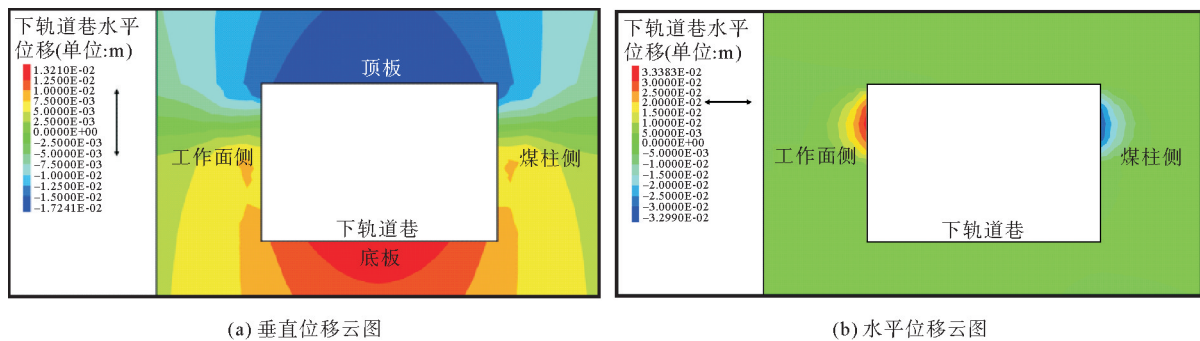 下轨道巷水平
位移(单位:m)
1.3210E-02
1.2500E-02
1.0000E-02
7.5000E-03
5.0000E-03
2.5000E-03
0.0000E+00
−2.5000E-03
−5.0000E-03
−7.5000E-03
−1.0000E-02
−1.2500E-02
−1.5000E-02
−1.7241E-02
顶板
工作面侧
煤柱侧
下轨道巷
底板
(a) 垂直位移云图
下轨道巷水平
位移(单位:m)
3.3383E-02
3.0000E-02
2.5000E-02
2.0000E-02
1.5000E-02
1.0000E-02
5.0000E-03
0.0000E+00
−5.0000E-03
−1.0000E-02
−1.5000E-02
−2.0000E-02
−2.5000E-02
−3.0000E-02
−3.2990E-02
工作面侧
煤柱侧
下轨道巷
(b) 水平位移云图